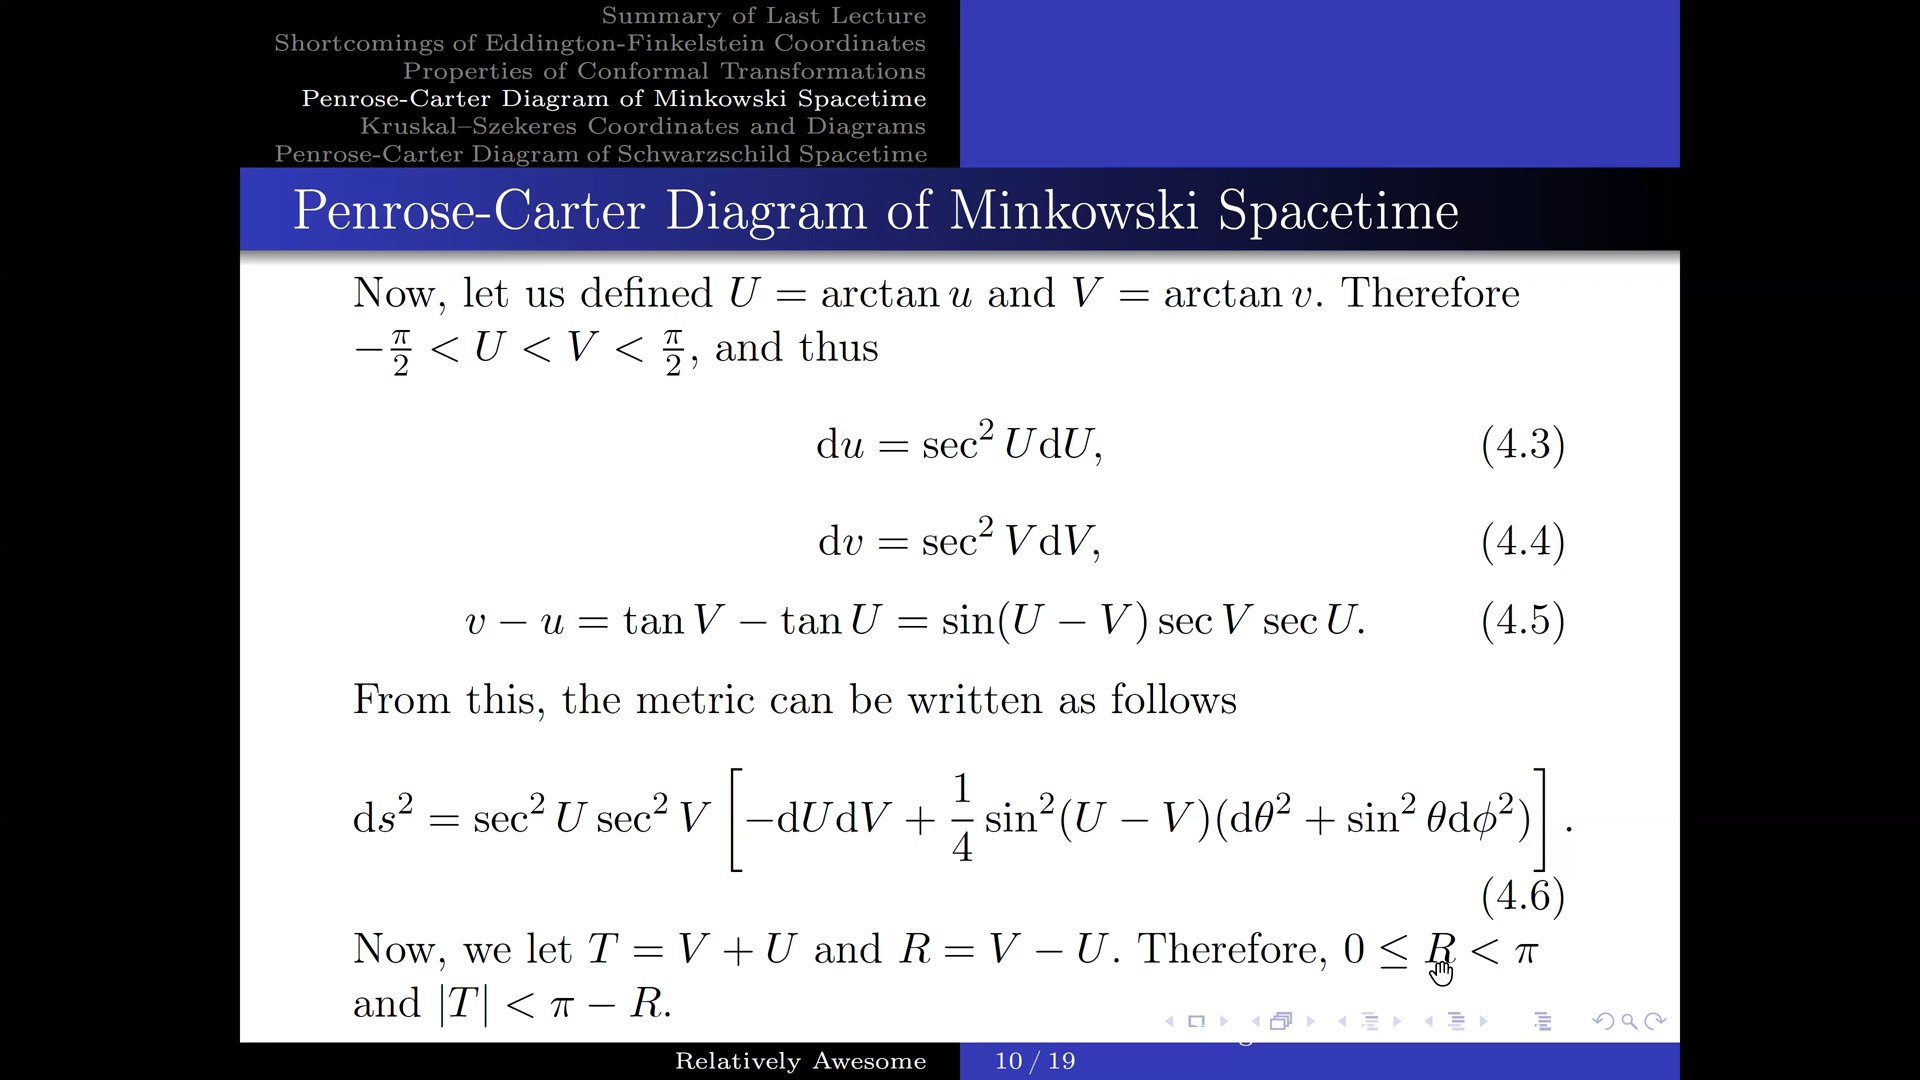 Summary of Last Lecture
Shortcomings of Eddington-Finkelstein Coordinates
Properties of Conformal Transformations
Penrose-Carter Diagram of Minkowski Spacetime
Kruskal–Szekeres Coordinates and Diagrams
Penrose-Carter Diagram of Schwarzschild Spacetime
Penrose-Carter Diagram of Minkowski Spacetime
Now, let us defined U = arctan u and V = arctan v. Therefore
−π/2 < U < V < π/2, and thus
du = sec² U dU, (4.3)
dv = sec² V dV, (4.4)
v − u = tan V − tan U = sin(U − V) sec V sec U. (4.5)
From this, the metric can be written as follows
ds² = sec² U sec² V [−dUdV + 1/4 sin²(U − V)(dθ² + sin² θdϕ²)].
(4.6)
Now, we let T = V + U and R = V − U. Therefore, 0 ≤ R < π
and |T| < π − R.
Relatively Awesome 10 / 19